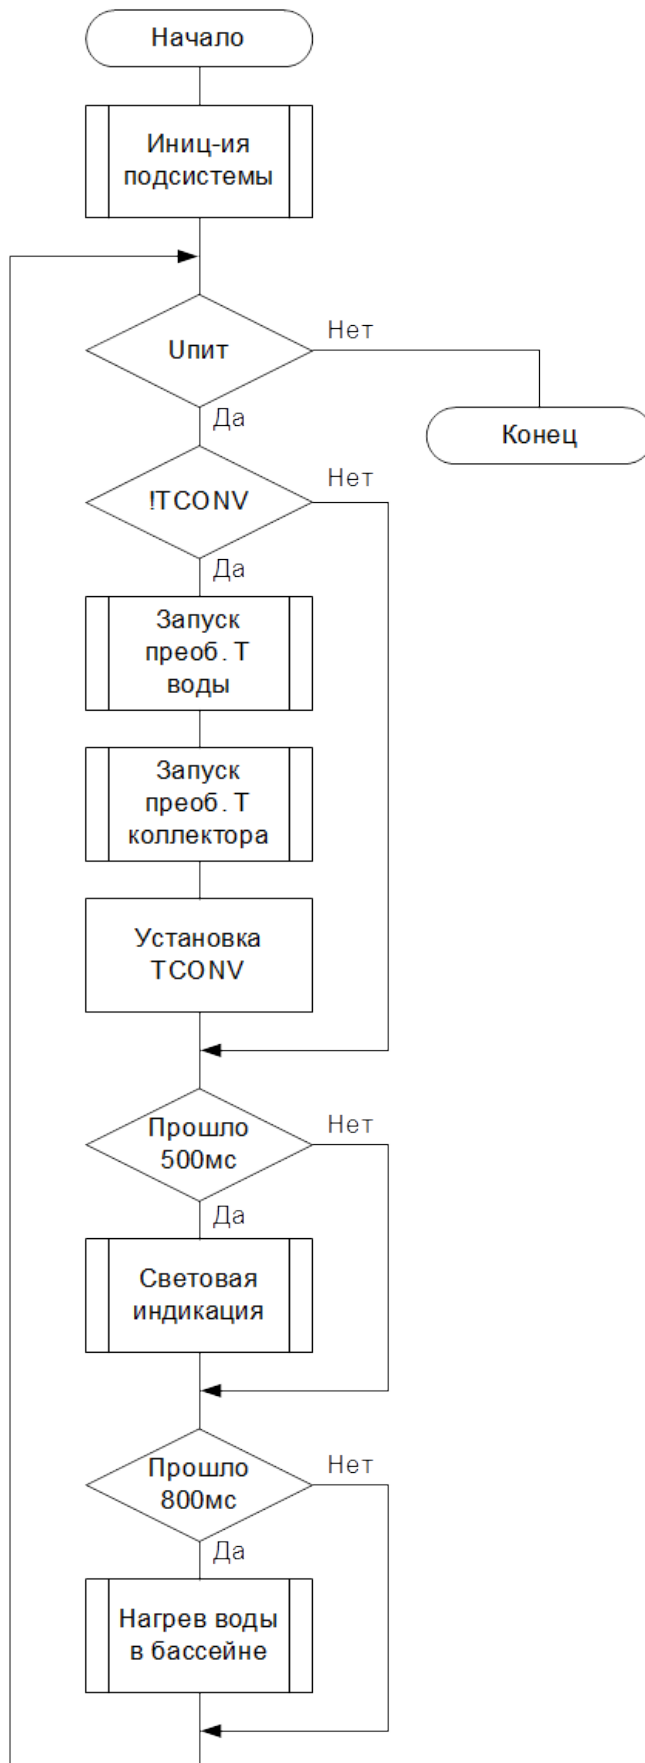 Начало
Иниц-ия
подсистемы
Uпит
Нет
Да
Конец
!TCONV
Нет
Да
Запуск
преоб. Т
воды
Запуск
преоб. Т
коллектора
Установка
TCONV
Прошло
500мс
Нет
Да
Световая
индикация
Прошло
800мс
Нет
Да
Нагрев воды
в бассейне